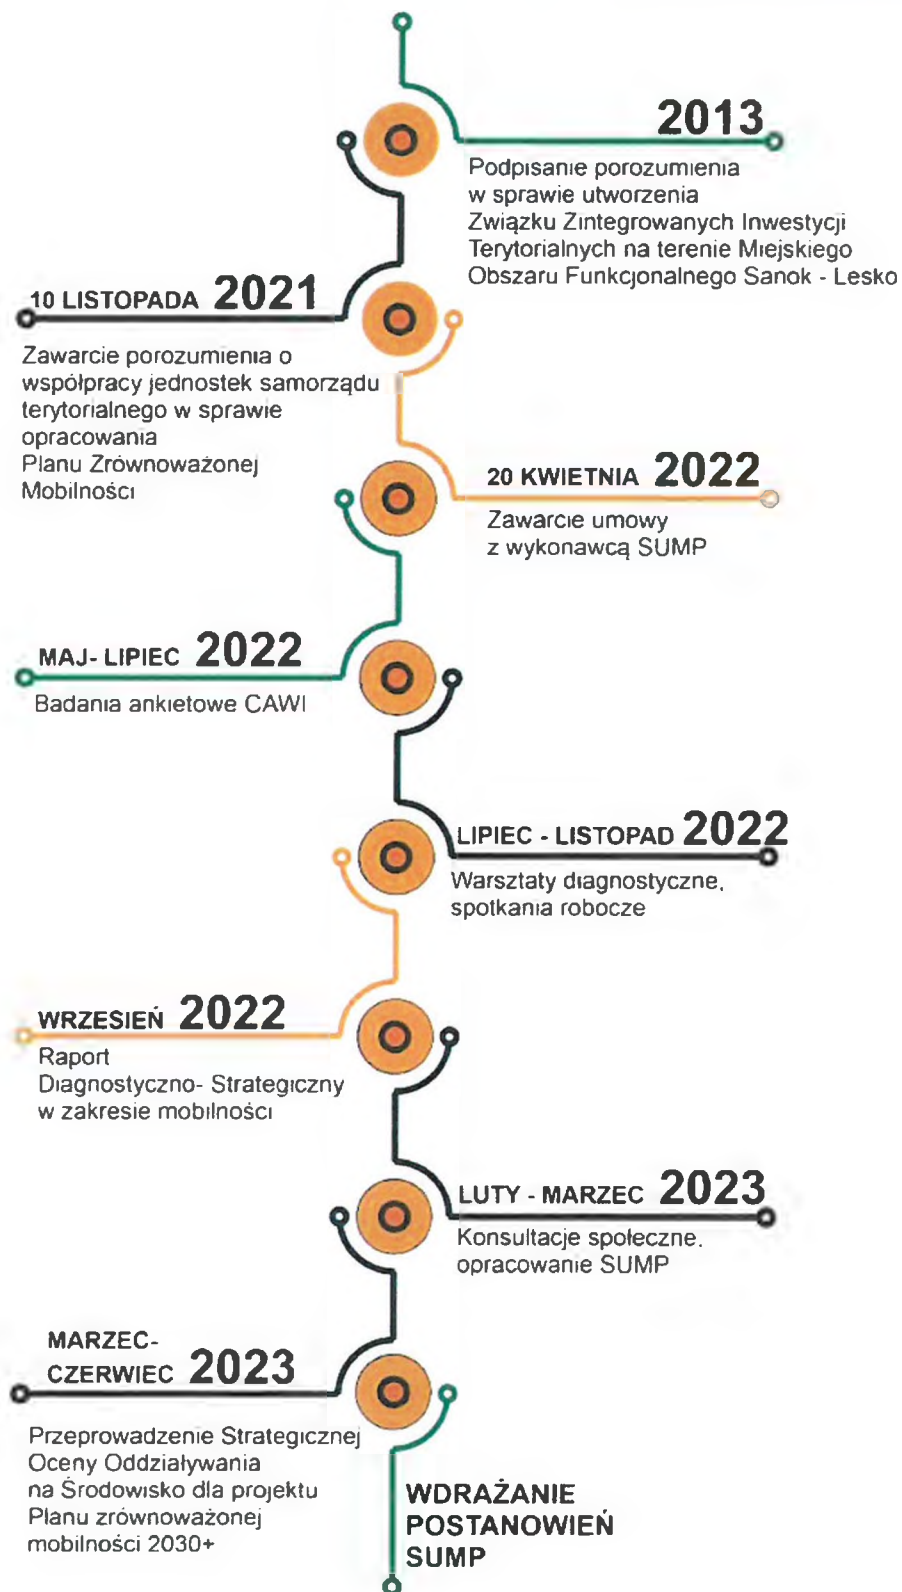 2013
Podpisanie porozumienia
w sprawie utworzenia
Związku Zintegrowanych Inwestycji
Terytorialnych na terenie Miejskiego
Obszaru Funkcjonalnego Sanok - Lesko
10 LISTOPADA 2021
Zawarcie porozumienia o
współpracy jednostek samorządu
terytorialnego w sprawie
opracowania
Planu Zrównoważonej
Mobilności
20 KWIETNIA 2022
Zawarcie umowy
z wykonawcą SUMP
MAJ- LIPIEC 2022
Badania ankietowe CAWI
LIPIEC - LISTOPAD 2022
Warsztaty diagnostyczne,
spotkania robocze
WRZESIEŃ 2022
Raport
Diagnostyczno- Strategiczny
w zakresie mobilności
LUTY - MARZEC 2023
Konsultacje społeczne,
opracowanie SUMP
MARZEC-
CZERWIEC 2023
Przeprowadzenie Strategicznej
Oceny Oddziaływania
na Środowisko dla projektu
Planu zrównoważonej
mobilności 2030+
WDRAŻANIE
POSTANOWIEŃ
SUMP